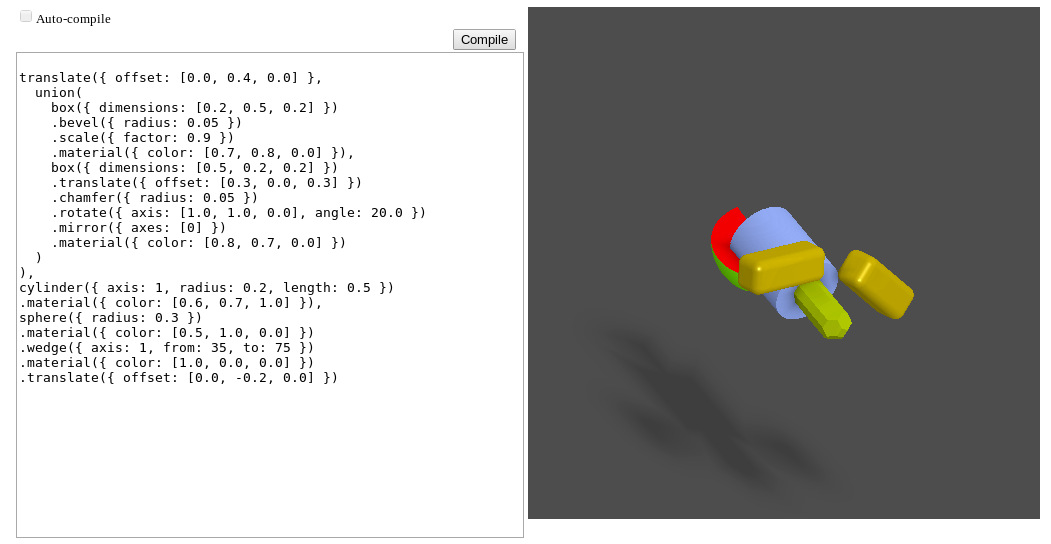 Auto-compile
Compile
translate({ offset: [0.0, 0.4, 0.0] },
  union(
    box({ dimensions: [0.2, 0.5, 0.2] })
    .bevel({ radius: 0.05 })
    .scale({ factor: 0.9 })
    .material({ color: [0.7, 0.8, 0.0] }),
    box({ dimensions: [0.5, 0.2, 0.2] })
    .translate({ offset: [0.3, 0.0, 0.3] })
    .chamfer({ radius: 0.05 })
    .rotate({ axis: [1.0, 1.0, 0.0], angle: 20.0 })
    .mirror({ axes: [0] })
    .material({ color: [0.8, 0.7, 0.0] })
  )
),
cylinder({ axis: 1, radius: 0.2, length: 0.5 })
.material({ color: [0.6, 0.7, 1.0] }),
sphere({ radius: 0.3 })
.material({ color: [0.5, 1.0, 0.0] })
.wedge({ axis: 1, from: 35, to: 75 })
.material({ color: [1.0, 0.0, 0.0] })
.translate({ offset: [0.0, -0.2, 0.0] })